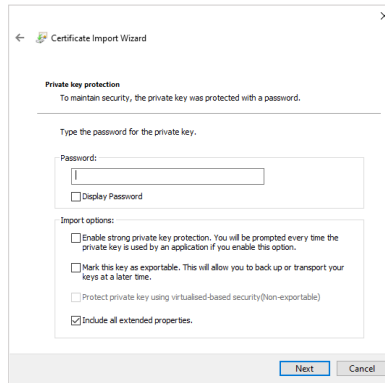 Certificate Import Wizard
Private key protection
To maintain security, the private key was protected with a password.
Type the password for the private key.
Password:
Display Password
Import options:
Enable strong private key protection. You will be prompted every time the
private key is used by an application if you enable this option.
Mark this key as exportable. This will allow you to back up or transport your
keys at a later time.
Protect private key using virtualised-based security(Non-exportable)
Include all extended properties.
Next
Cancel